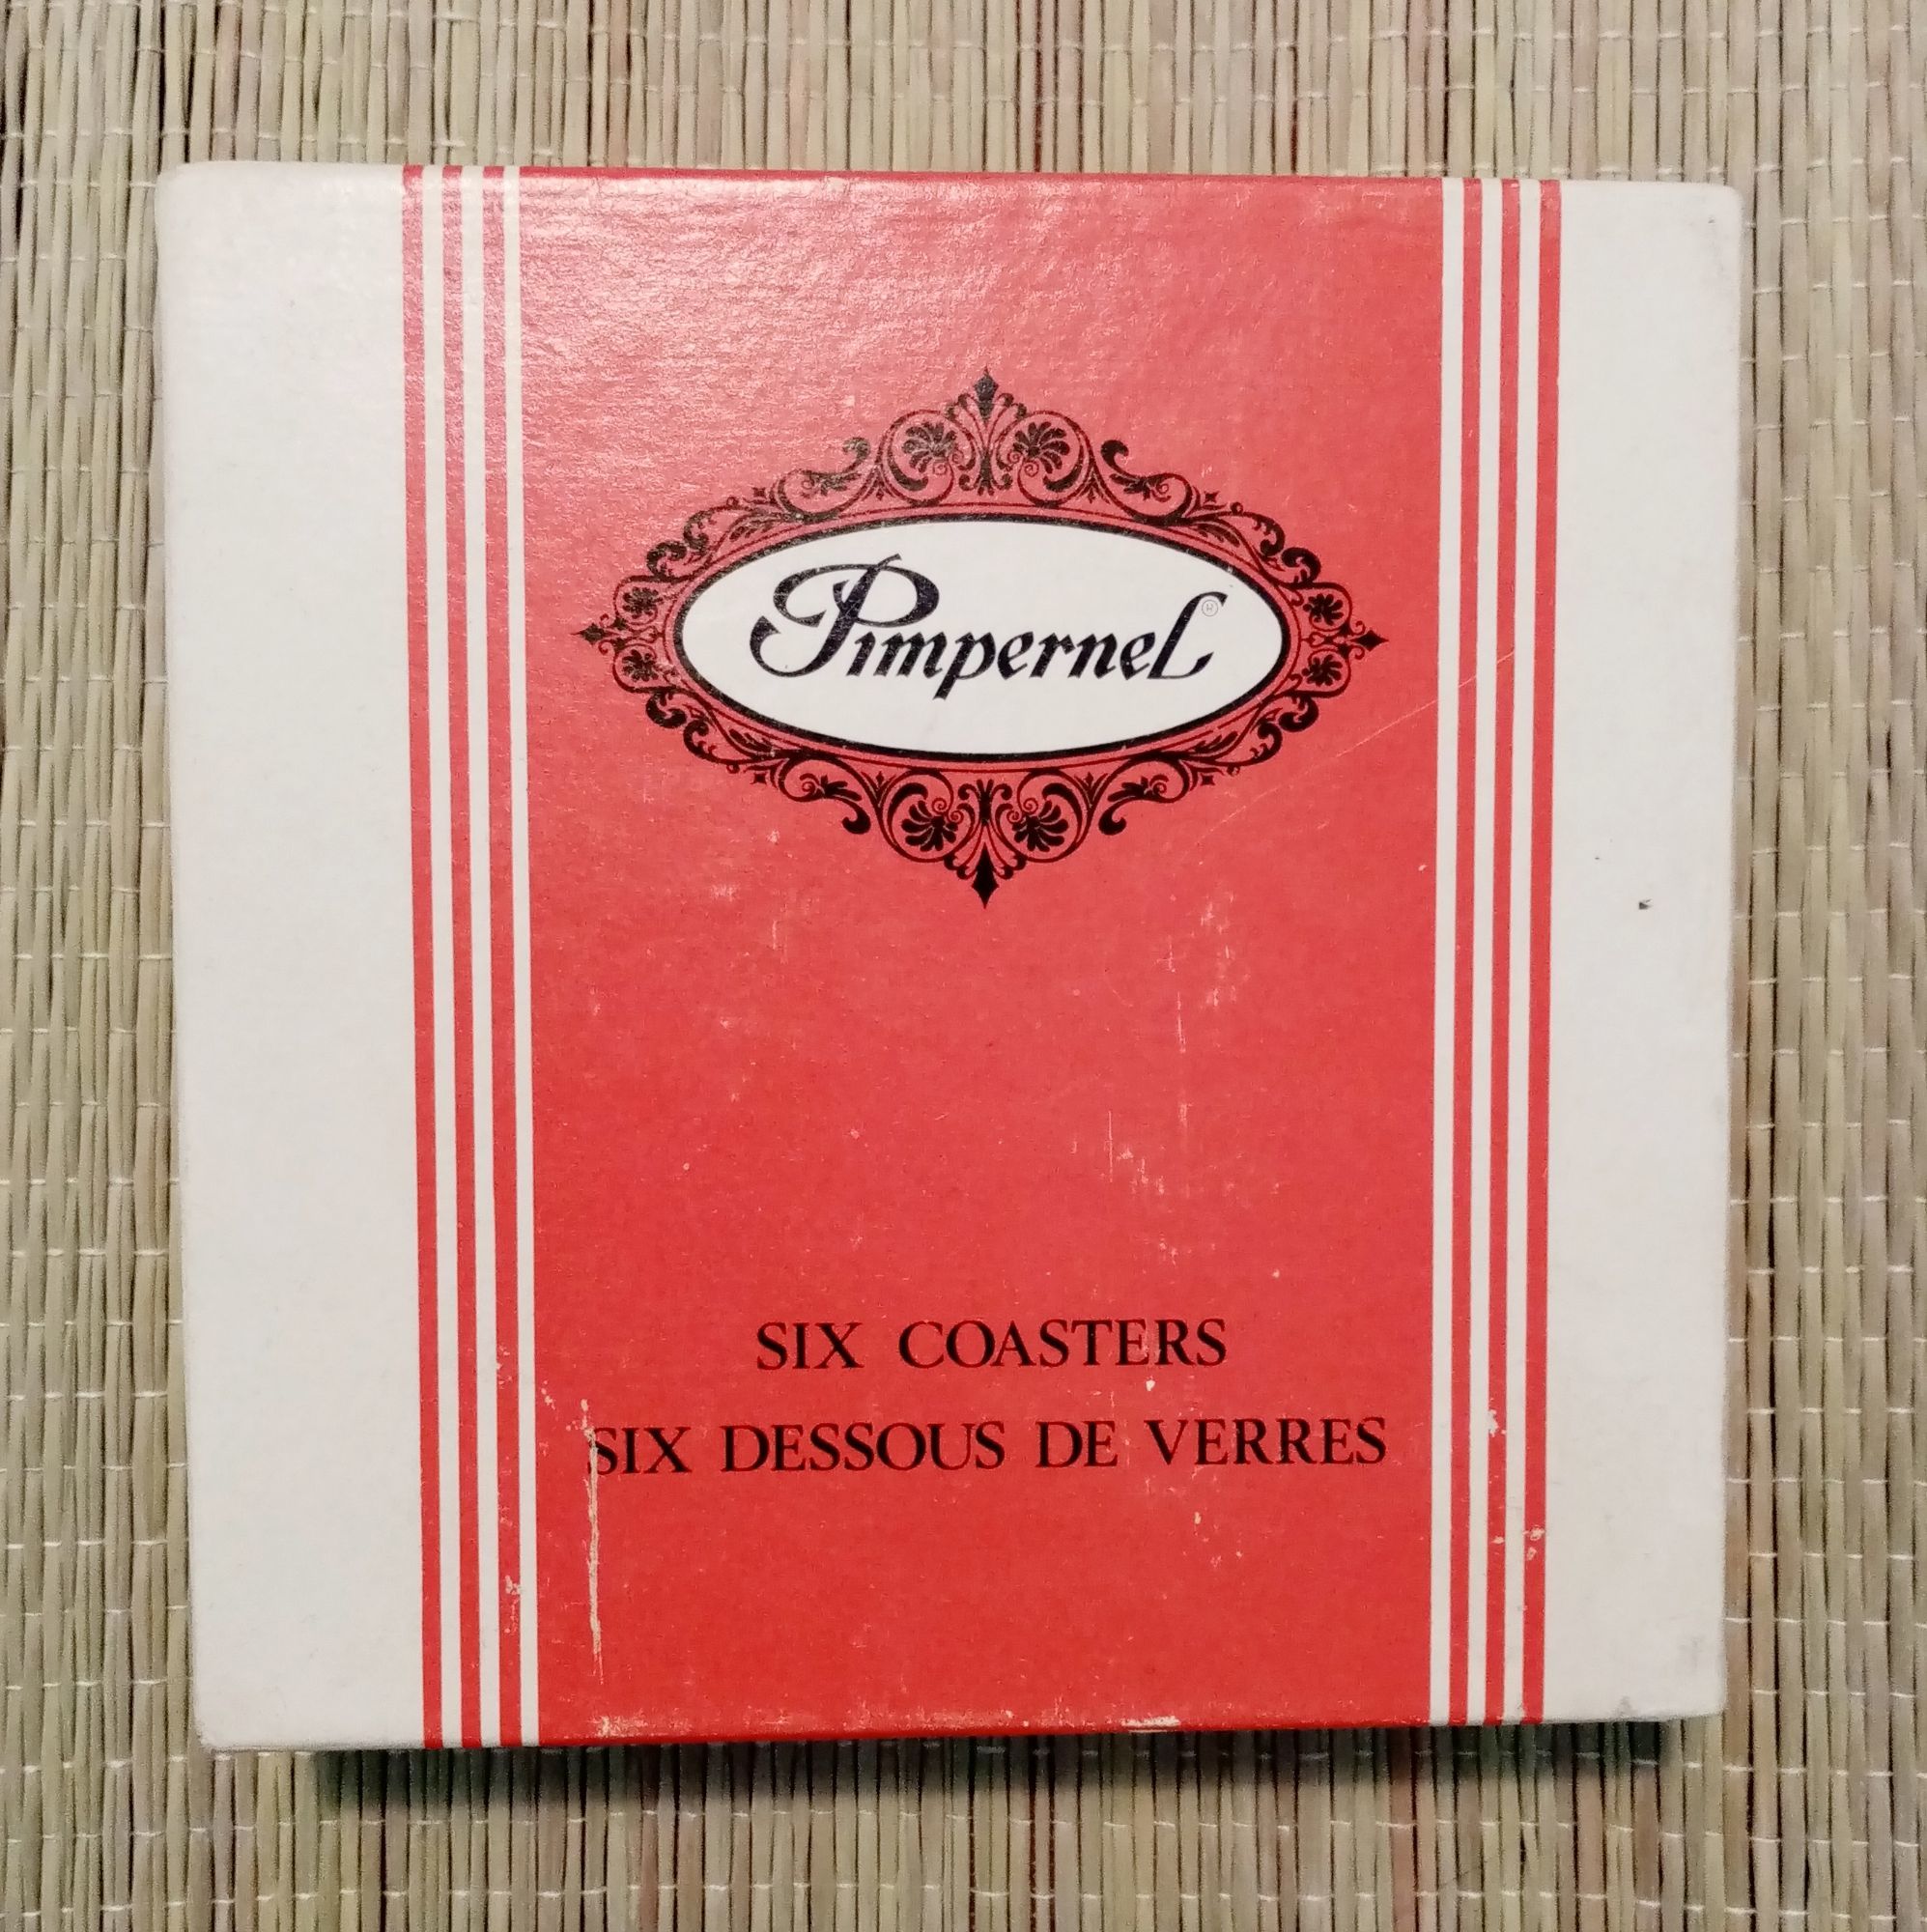 Pimpernel®
SIX COASTERS
SIX DESSOUS DE VERRES